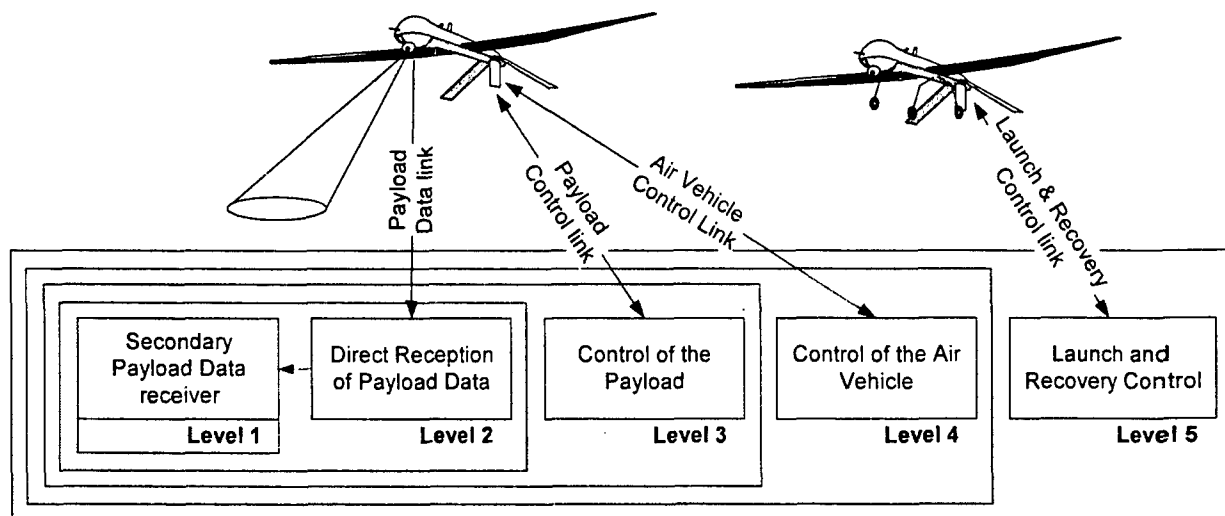 Payload
Data link
Payload
Control link
Air Vehicle
Control Link
Launch & Recovery
Control link
Secondary
Payload Data
receiver
Level 1
Direct Reception
of Payload Data
Level 2
Control of the
Payload
Level 3
Control of the Air
Vehicle
Level 4
Launch and
Recovery Control
Level 5